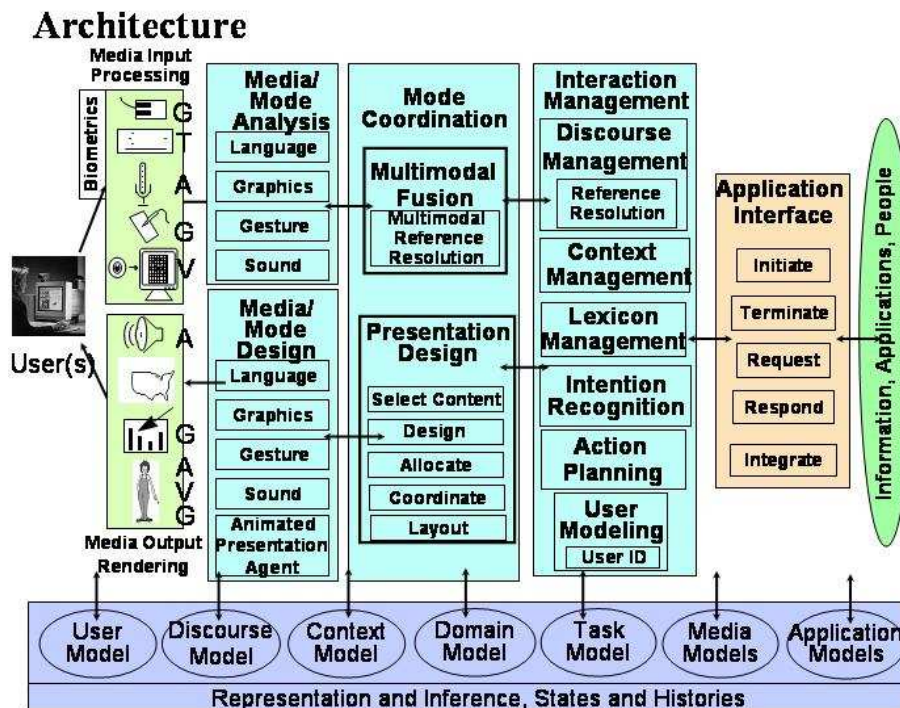 Architecture
Media Input
Processing
Biometrics
G
T
A
G
V
User(s)
A
G
A
V
G
Media Output
Rendering
Media/
Mode
Analysis
Language
Graphics
Gesture
Sound
Media/
Mode
Design
Language
Graphics
Gesture
Sound
Animated
Presentation
Agent
Mode
Coordination
Multimodal
Fusion
Multimodal
Reference
Resolution
Presentation
Design
Select Content
Design
Allocate
Coordinate
Layout
Interaction
Management
Discourse
Management
Reference
Resolution
Context
Management
Lexicon
Management
Intention
Recognition
Action
Planning
User
Modeling
User ID
Application
Interface
Initiate
Terminate
Request
Respond
Integrate
Information, Applications, People
User
Model
Discourse
Model
Context
Model
Domain
Model
Task
Model
Media
Models
Application
Models
Representation and Inference, States and Histories